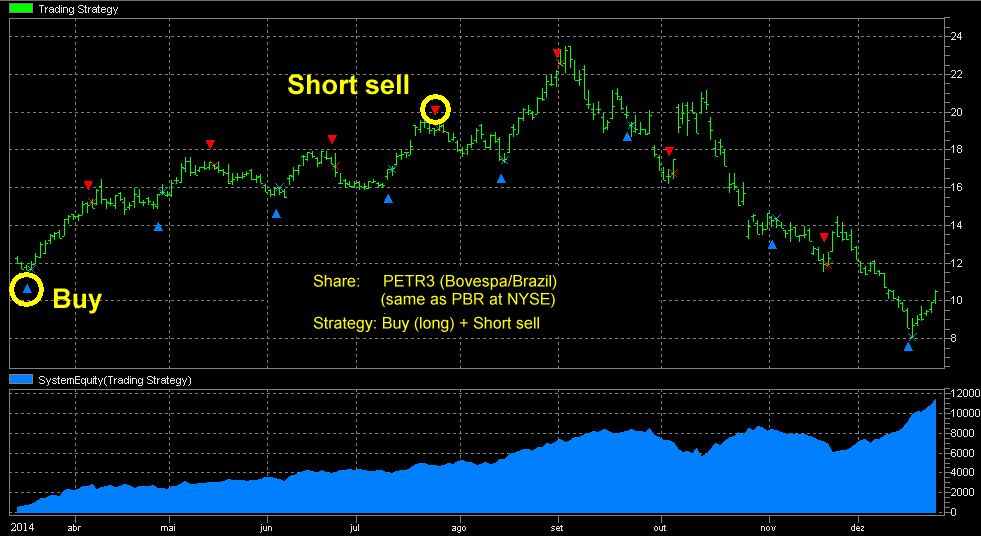 Trading Strategy
24
22
Short sell
20
18
16
14
12
Share: PETR3 (Bovespa/Brazil)
(same as PBR at NYSE)
Buy
10
Strategy: Buy (long) + Short sell
8
SystemEquity(Trading Strategy)
12000
10000
8000
6000
4000
2000
0
2014 abr mai jun jul ago set out nov dez